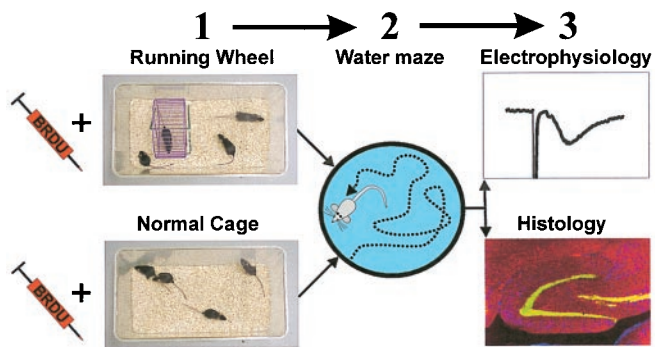 1 2 3
Running Wheel Water maze Electrophysiology
BRDU +
Normal Cage Histology
BRDU +